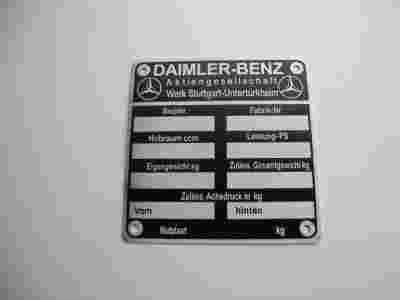 DAIMLER-BENZ
Aktiengesellschaft
Werk Stuttgart-Untertürkheim
Baujahr Fabrik-Nr
Hubraum ccm Leistung-PS
Eigengewicht kg Zuläss. Gesamtgewicht kg
Zuläss. Achsdruck in kg
Vorn hinten
Nutzlast kg